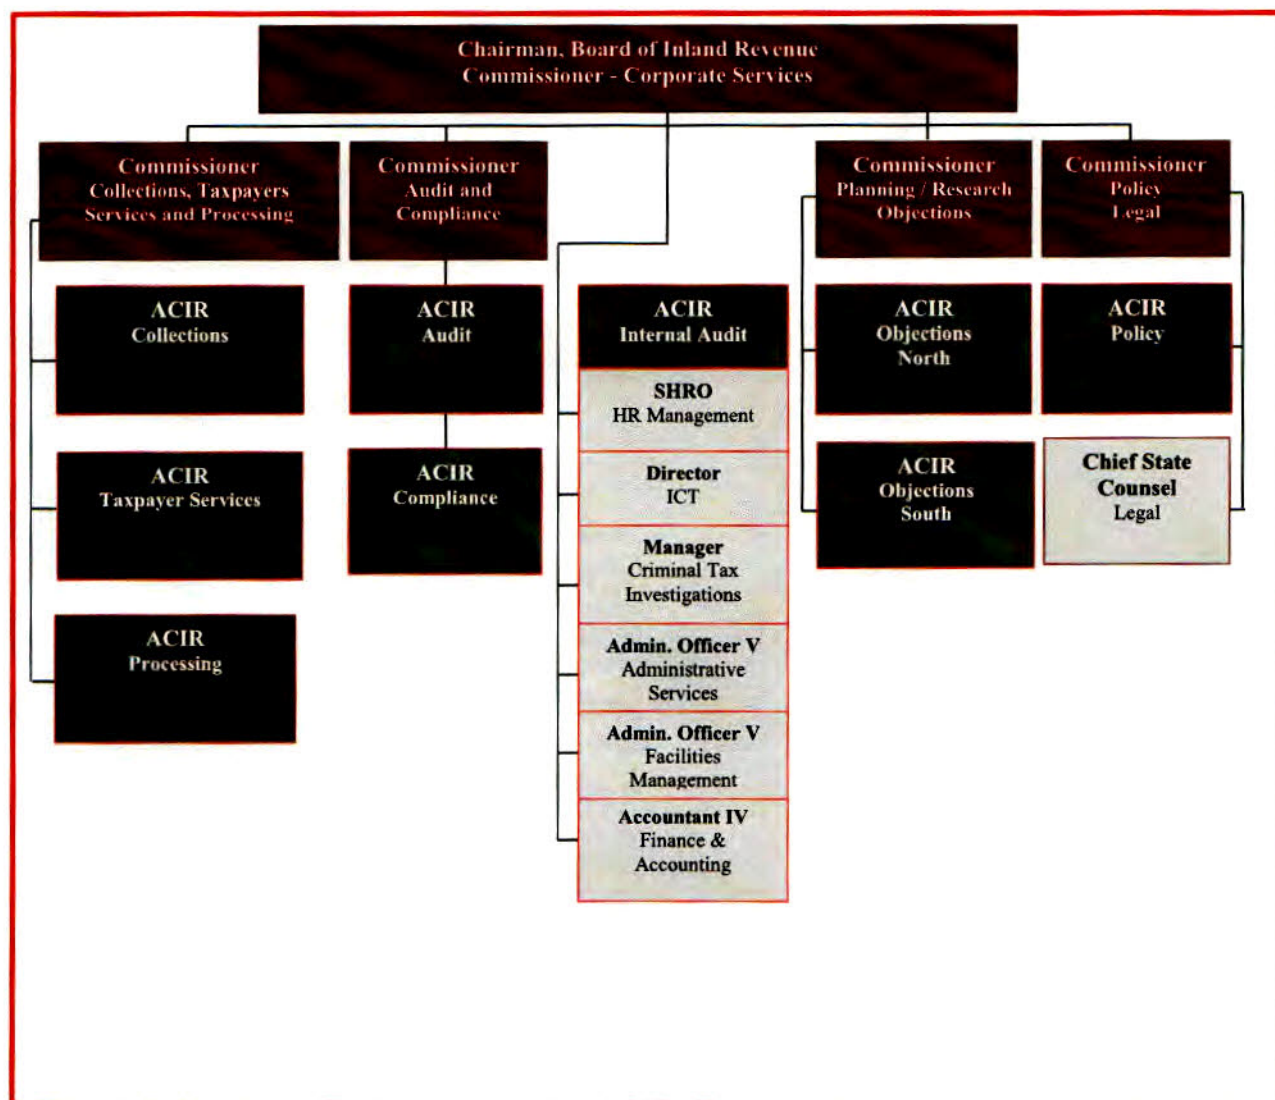 Chairman, Board of Inland Revenue
Commissioner - Corporate Services
Commissioner
Collections, Taxpayers
Services and Processing
Commissioner
Audit and
Compliance
Commissioner
Planning / Research
Objections
Commissioner
Policy
Legal
ACIR
Collections
ACIR
Taxpayer Services
ACIR
Processing
ACIR
Audit
ACIR
Compliance
ACIR
Internal Audit
SHRO
HR Management
Director
ICT
Manager
Criminal Tax
Investigations
Admin. Officer V
Administrative
Services
Admin. Officer V
Facilities
Management
Accountant IV
Finance &
Accounting
ACIR
Objections
North
ACIR
Objections
South
ACIR
Policy
Chief State
Counsel
Legal